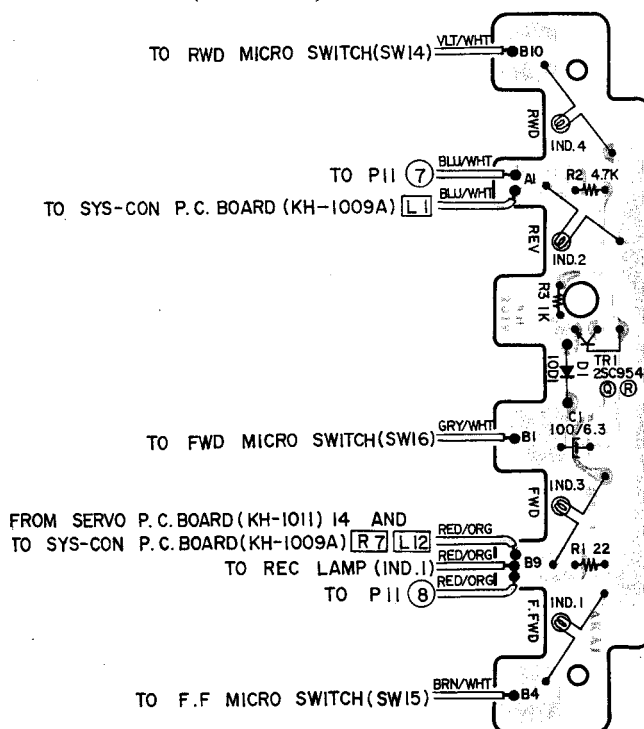 VLT/WHT
TO RWD MICRO SWITCH(SW14)
B10
RWD
IND.4
BLU/WHT
TO P11 7
A1
R2 4.7K
BLU/WHT
TO SYS-CON P.C. BOARD (KH-1009A) L1
REV
IND.2
R3 1K
TR1
2SC954
Q R
D1
10D1
C1
100/6.3
GRY/WHT
TO FWD MICRO SWITCH(SW16)
B1
IND.3
FWD
FROM SERVO P.C. BOARD(KH-1011) 14 AND
RED/ORG
TO SYS-CON P.C. BOARD(KH-1009A) R7 L12
RED/ORG
TO REC LAMP (IND.1)
B9
R1 22
RED/ORG
TO P11 8
IND.1
F.FWD
AKAI
BRN/WHT
TO F.F MICRO SWITCH(SW15)
B4